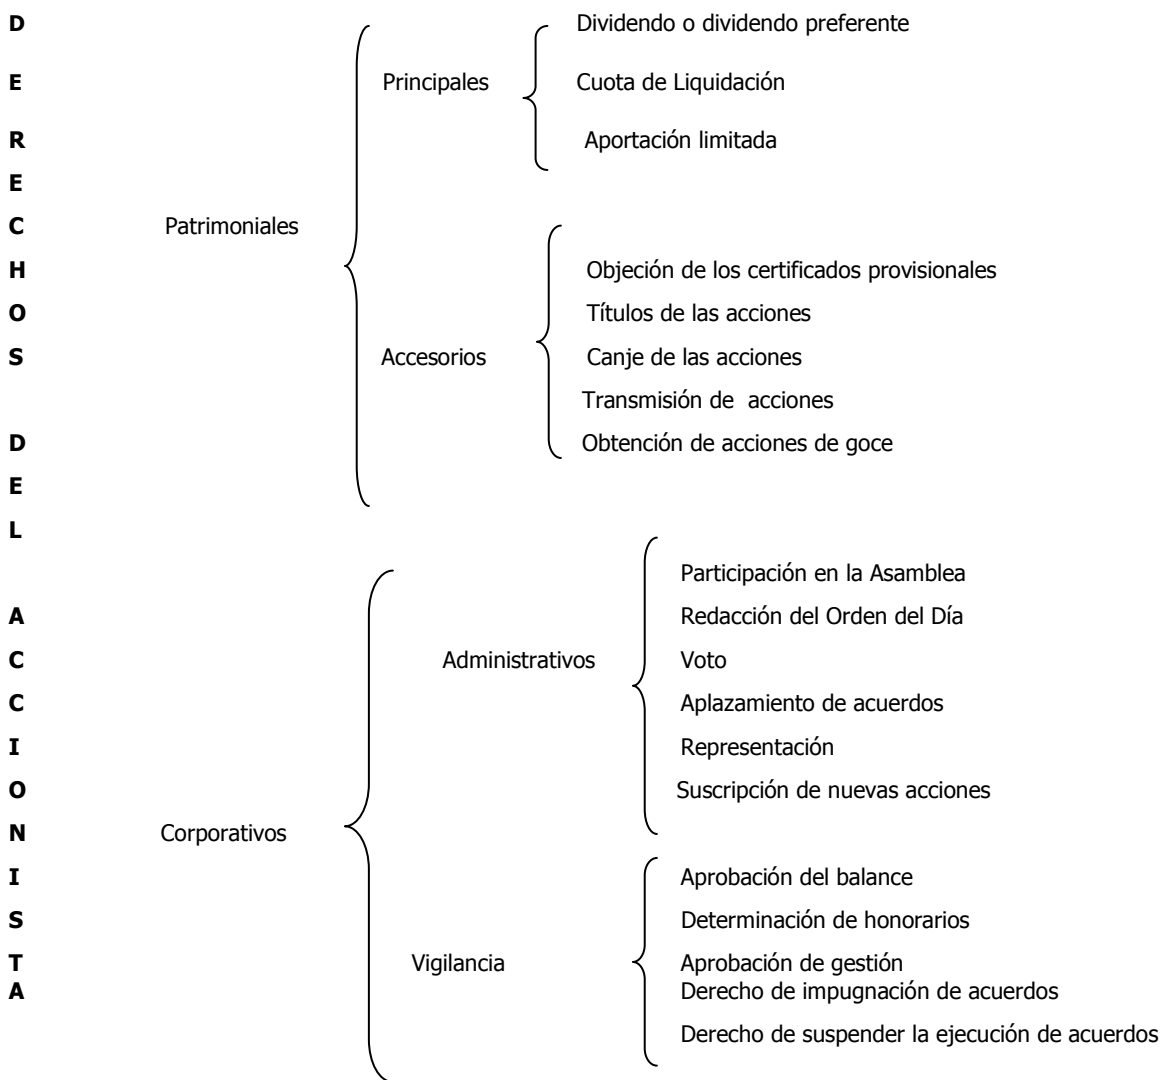 D
E
R
E
C
H
O
S
D
E
L
A
C
C
I
O
N
I
S
T
A
Patrimoniales
Principales
Dividendo o dividendo preferente
Cuota de Liquidación
Aportación limitada
Accesorios
Objeción de los certificados provisionales
Títulos de las acciones
Canje de las acciones
Transmisión de acciones
Obtención de acciones de goce
Corporativos
Administrativos
Participación en la Asamblea
Redacción del Orden del Día
Voto
Aplazamiento de acuerdos
Representación
Suscripción de nuevas acciones
Vigilancia
Aprobación del balance
Determinación de honorarios
Aprobación de gestión
Derecho de impugnación de acuerdos
Derecho de suspender la ejecución de acuerdos